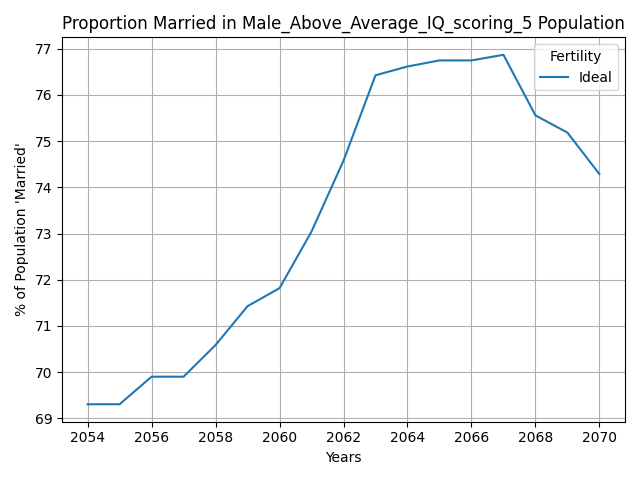 Proportion Married in Male_Above_Average_IQ_scoring_5 Population
Fertility
Ideal
% of Population 'Married'
77
76
75
74
73
72
71
70
69
2054 2056 2058 2060 2062 2064 2066 2068 2070
Years